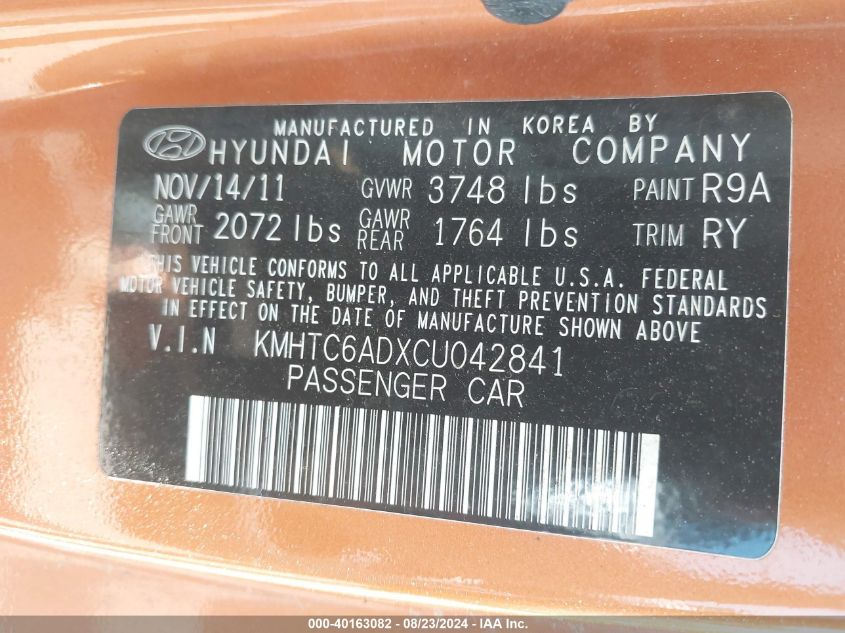 MANUFACTURED IN KOREA BY
HYUNDAI MOTOR COMPANY
NOV/14/11 GVWR 3748 lbs PAINT R9A
GAWR FRONT 2072 lbs GAWR REAR 1764 lbs TRIM RY
THIS VEHICLE CONFORMS TO ALL APPLICABLE U.S.A. FEDERAL
MOTOR VEHICLE SAFETY, BUMPER, AND THEFT PREVENTION STANDARDS
IN EFFECT ON THE DATE OF MANUFACTURE SHOWN ABOVE
V.I.N KMHTC6ADXCU042841
PASSENGER CAR
000-40163082 - 08/23/2024 - IAA Inc.